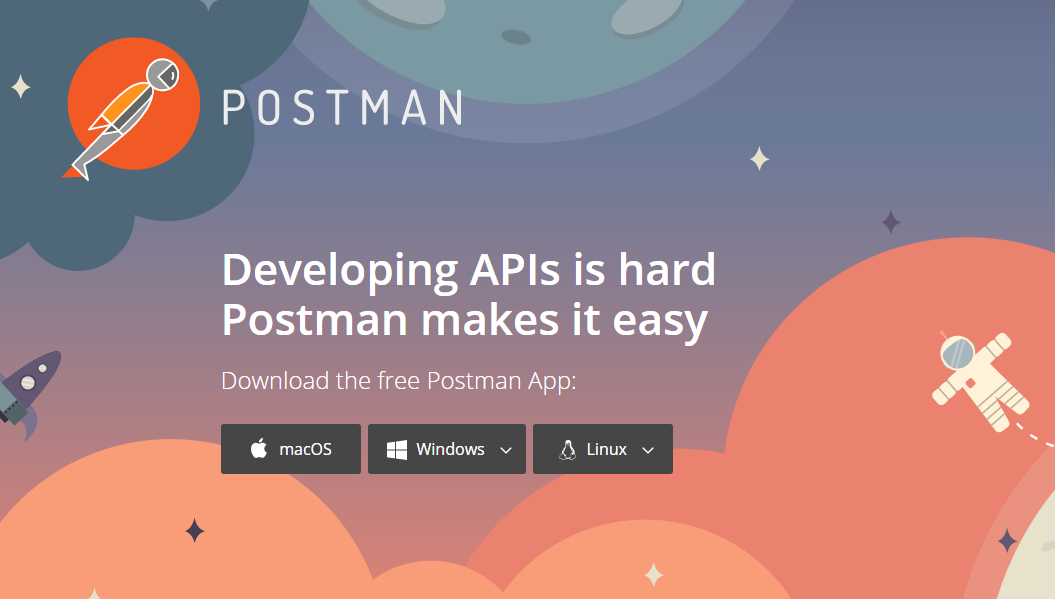 POSTMAN
Developing APIs is hard
Postman makes it easy
Download the free Postman App:
macOS
Windows
Linux